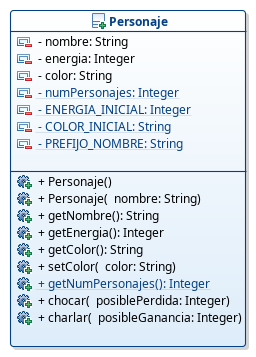 Personaje
- nombre: String
- energia: Integer
- color: String
- numPersonajes: Integer
- ENERGIA_INICIAL: Integer
- COLOR_INICIAL: String
- PREFIJO_NOMBRE: String
+ Personaje()
+ Personaje(  nombre: String)
+ getNombre(): String
+ getEnergia(): Integer
+ getColor(): String
+ setColor(  color: String)
+ getNumPersonajes(): Integer
+ chocar(  posiblePerdida: Integer)
+ charlar(  posibleGanancia: Integer)